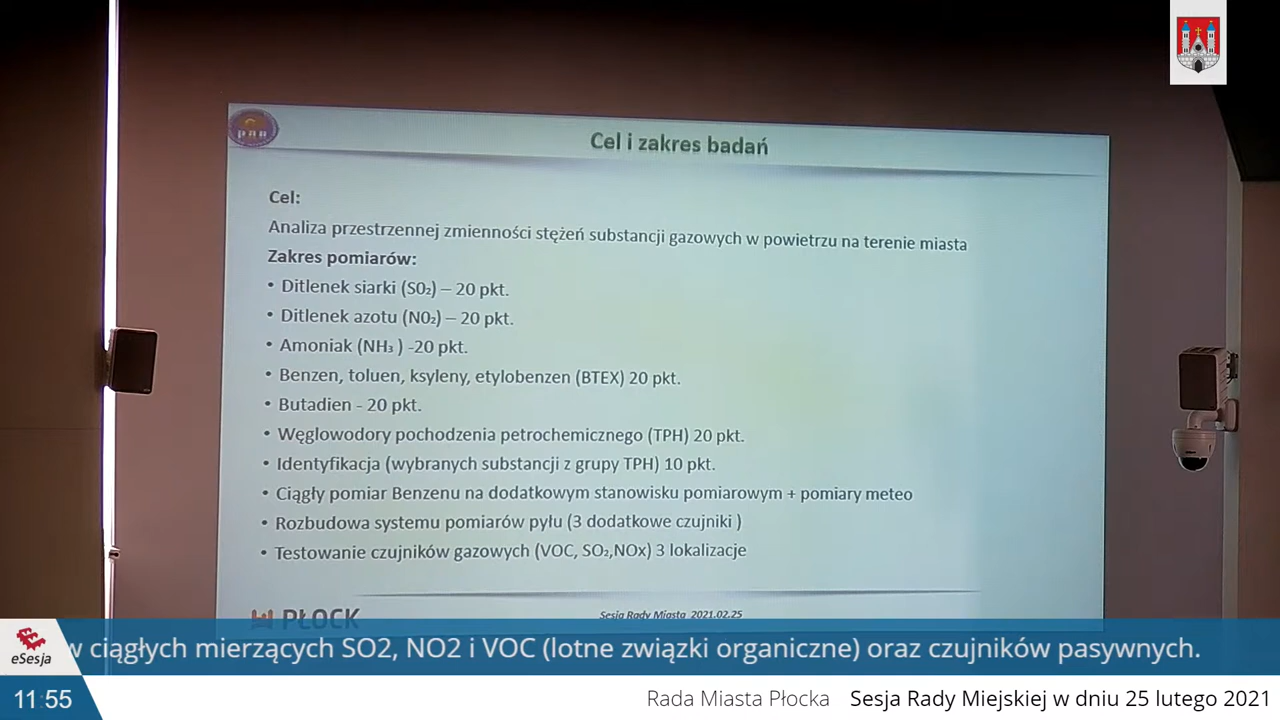 PAN
Cel i zakres badań
Cel:
Analiza przestrzennej zmienności stężeń substancji gazowych w powietrzu na terenie miasta
Zakres pomiarów:
• Ditlenek siarki (S0₂) – 20 pkt.
• Ditlenek azotu (N0₂) – 20 pkt.
• Amoniak (NH₃ ) -20 pkt.
• Benzen, toluen, ksyleny, etylobenzen (BTEX) 20 pkt.
• Butadien - 20 pkt.
• Węglowodory pochodzenia petrochemicznego (TPH) 20 pkt.
• Identyfikacja (wybranych substancji z grupy TPH) 10 pkt.
• Ciągły pomiar Benzenu na dodatkowym stanowisku pomiarowym + pomiary meteo
• Rozbudowa systemu pomiarów pyłu (3 dodatkowe czujniki )
• Testowanie czujników gazowych (VOC, SO₂,NOx) 3 lokalizacje
PŁOCK
Sesja Rady Miasta 2021.02.25
w ciągłych mierzących SO2, NO2 i VOC (lotne związki organiczne) oraz czujników pasywnych.
eSesja
11:55
Rada Miasta Płocka Sesja Rady Miejskiej w dniu 25 lutego 2021